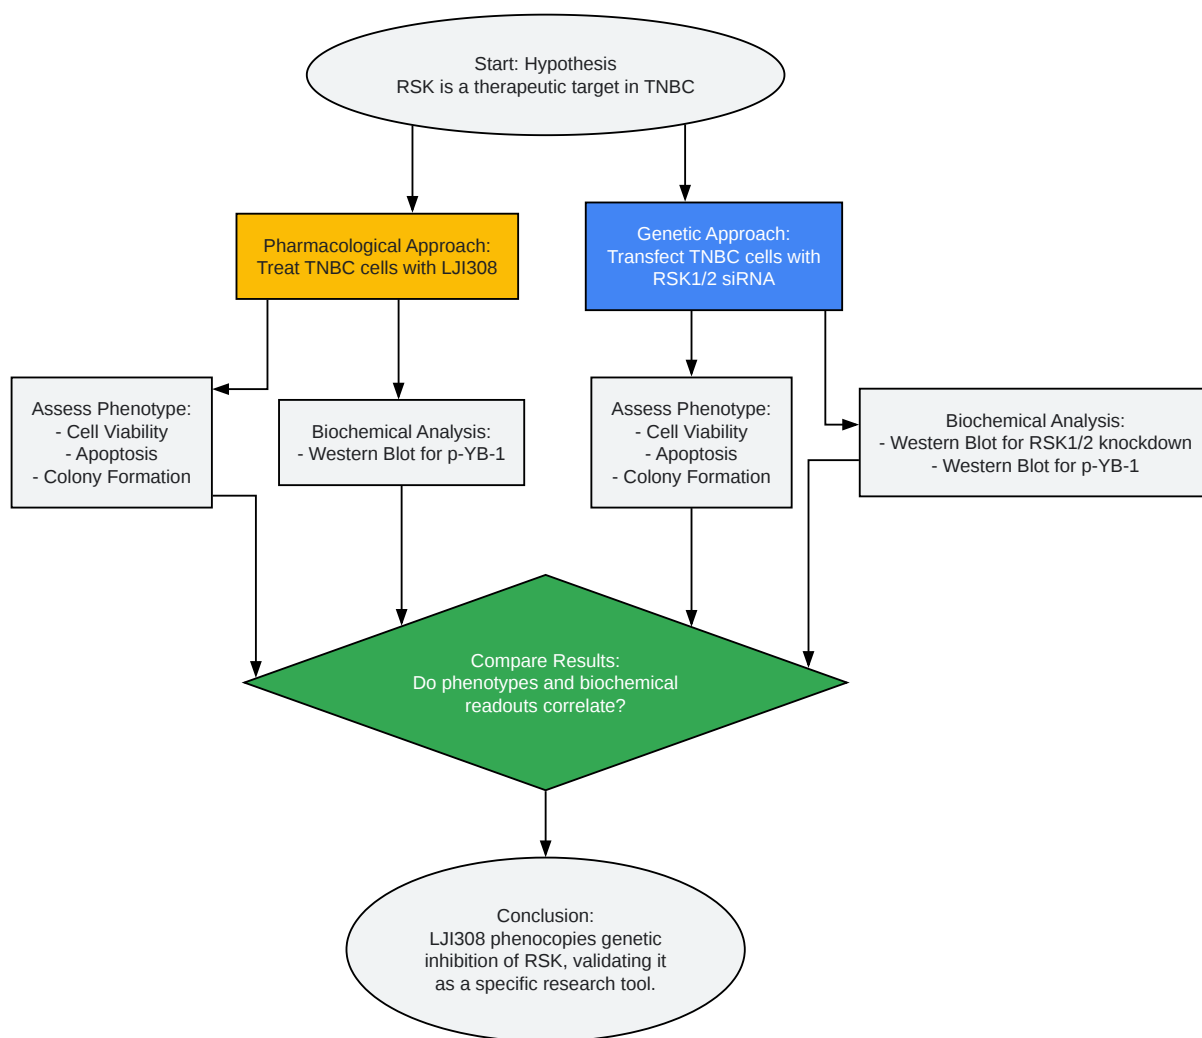 Start: Hypothesis
RSK is a therapeutic target in TNBC
Pharmacological Approach:
Treat TNBC cells with LJI308
Genetic Approach:
Transfect TNBC cells with
RSK1/2 siRNA
Assess Phenotype:
- Cell Viability
- Apoptosis
- Colony Formation
Biochemical Analysis:
- Western Blot for p-YB-1
Assess Phenotype:
- Cell Viability
- Apoptosis
- Colony Formation
Biochemical Analysis:
- Western Blot for RSK1/2 knockdown
- Western Blot for p-YB-1
Compare Results:
Do phenotypes and biochemical
readouts correlate?
Conclusion:
LJI308 phenocopies genetic
inhibition of RSK, validating it
as a specific research tool.